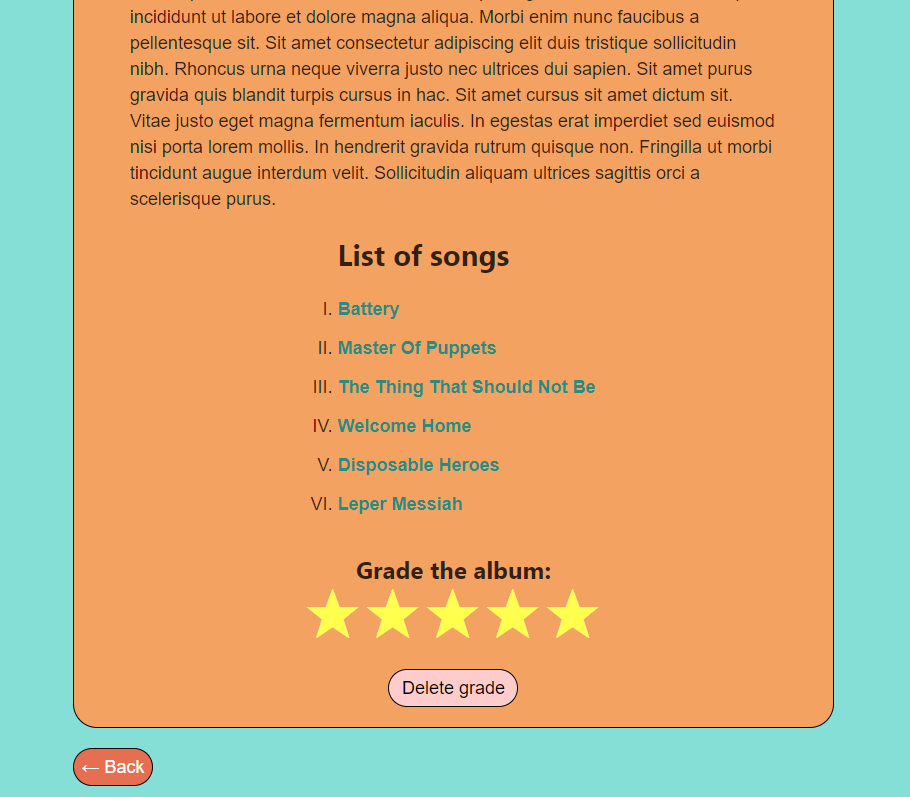 incididunt ut labore et dolore magna aliqua. Morbi enim nunc faucibus a
pellentesque sit. Sit amet consectetur adipiscing elit duis tristique sollicitudin
nibh. Rhoncus urna neque viverra justo nec ultrices dui sapien. Sit amet purus
gravida quis blandit turpis cursus in hac. Sit amet cursus sit amet dictum sit.
Vitae justo eget magna fermentum iaculis. In egestas erat imperdiet sed euismod
nisi porta lorem mollis. In hendrerit gravida rutrum quisque non. Fringilla ut morbi
tincidunt augue interdum velit. Sollicitudin aliquam ultrices sagittis orci a
scelerisque purus.
List of songs
I. Battery
II. Master Of Puppets
III. The Thing That Should Not Be
IV. Welcome Home
V. Disposable Heroes
VI. Leper Messiah
Grade the album:
Delete grade
← Back